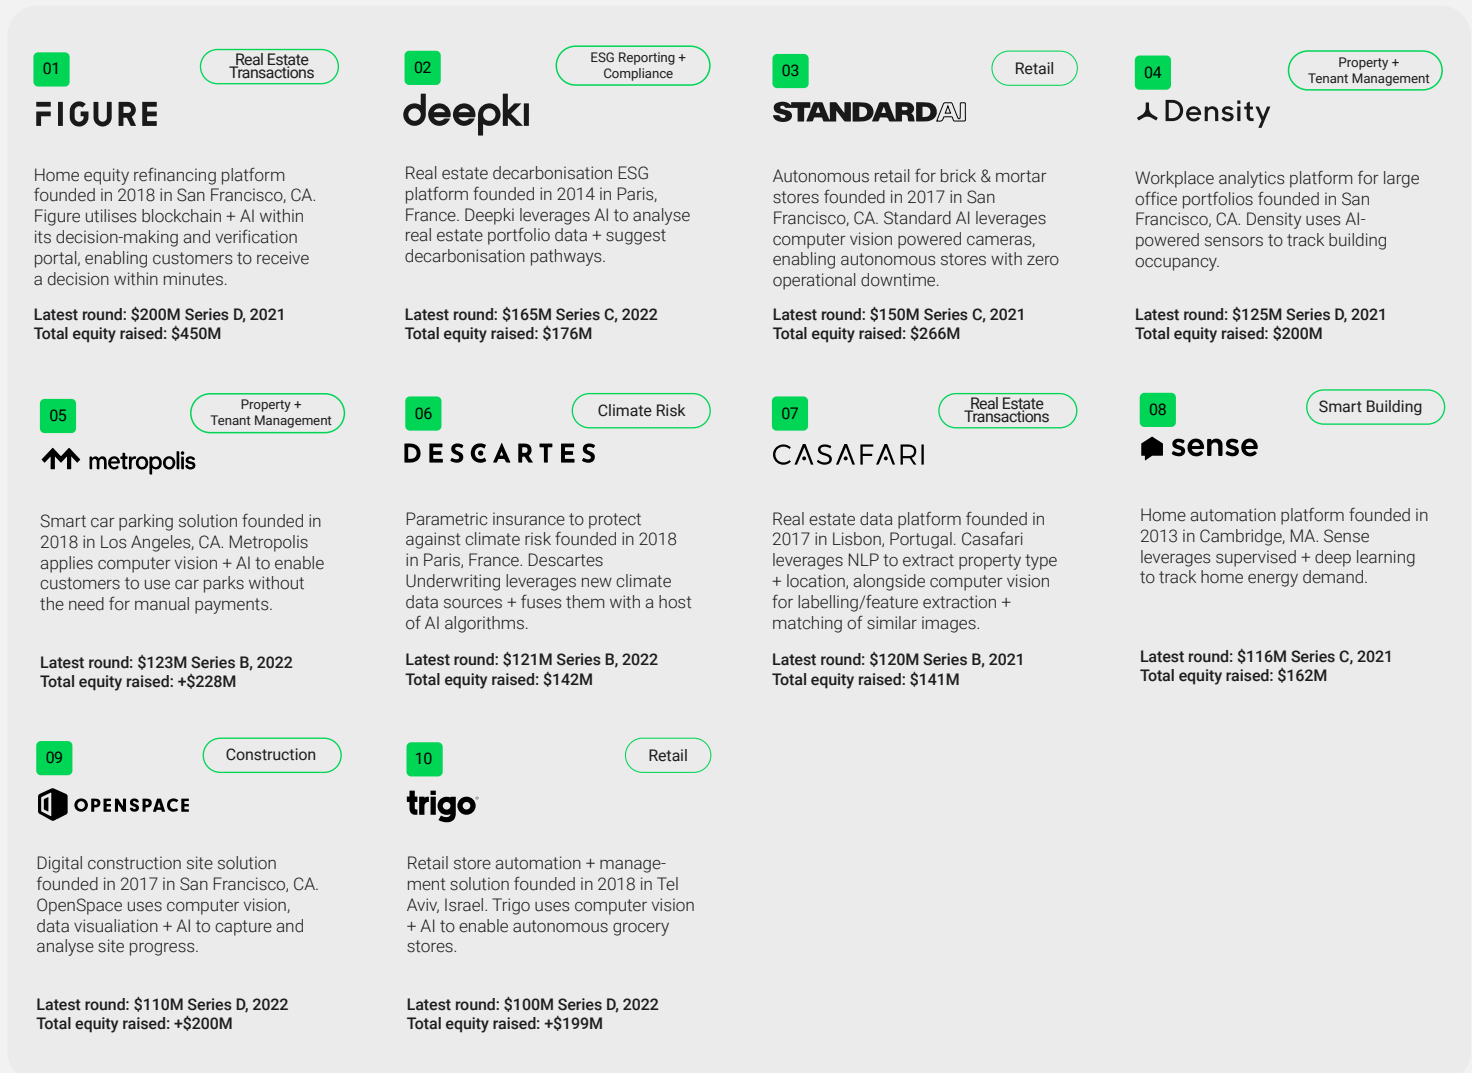 01
Real Estate
Transactions
FIGURE
Home equity refinancing platform
founded in 2018 in San Francisco, CA.
Figure utilises blockchain + AI within
its decision-making and verification
portal, enabling customers to receive
a decision within minutes.
Latest round: $200M Series D, 2021
Total equity raised: $450M
02
ESG Reporting +
Compliance
deepki
Real estate decarbonisation ESG
platform founded in 2014 in Paris,
France. Deepki leverages AI to analyse
real estate portfolio data + suggest
decarbonisation pathways.
Latest round: $165M Series C, 2022
Total equity raised: $176M
03
Retail
STANDARDAI
Autonomous retail for brick & mortar
stores founded in 2017 in San
Francisco, CA. Standard AI leverages
computer vision powered cameras,
enabling autonomous stores with zero
operational downtime.
Latest round: $150M Series C, 2021
Total equity raised: $266M
04
Property +
Tenant Management
Density
Workplace analytics platform for large
office portfolios founded in San
Francisco, CA. Density uses AI-
powered sensors to track building
occupancy.
Latest round: $125M Series D, 2021
Total equity raised: $200M
05
Property +
Tenant Management
metropolis
Smart car parking solution founded in
2018 in Los Angeles, CA. Metropolis
applies computer vision + AI to enable
customers to use car parks without
the need for manual payments.
Latest round: $123M Series B, 2022
Total equity raised: +$228M
06
Climate Risk
DESCARTES
Parametric insurance to protect
against climate risk founded in 2018
in Paris, France. Descartes
Underwriting leverages new climate
data sources + fuses them with a host
of AI algorithms.
Latest round: $121M Series B, 2022
Total equity raised: $142M
07
Real Estate
Transactions
CASAFARI
Real estate data platform founded in
2017 in Lisbon, Portugal. Casafari
leverages NLP to extract property type
+ location, alongside computer vision
for labelling/feature extraction +
matching of similar images.
Latest round: $120M Series B, 2021
Total equity raised: $141M
08
Smart Building
sense
Home automation platform founded in
2013 in Cambridge, MA. Sense
leverages supervised + deep learning
to track home energy demand.
Latest round: $116M Series C, 2021
Total equity raised: $162M
09
Construction
OPENSPACE
Digital construction site solution
founded in 2017 in San Francisco, CA.
OpenSpace uses computer vision,
data visualiation + AI to capture and
analyse site progress.
Latest round: $110M Series D, 2022
Total equity raised: +$200M
10
Retail
trigo
Retail store automation + manage-
ment solution founded in 2018 in Tel
Aviv, Israel. Trigo uses computer vision
+ AI to enable autonomous grocery
stores.
Latest round: $100M Series D, 2022
Total equity raised: +$199M